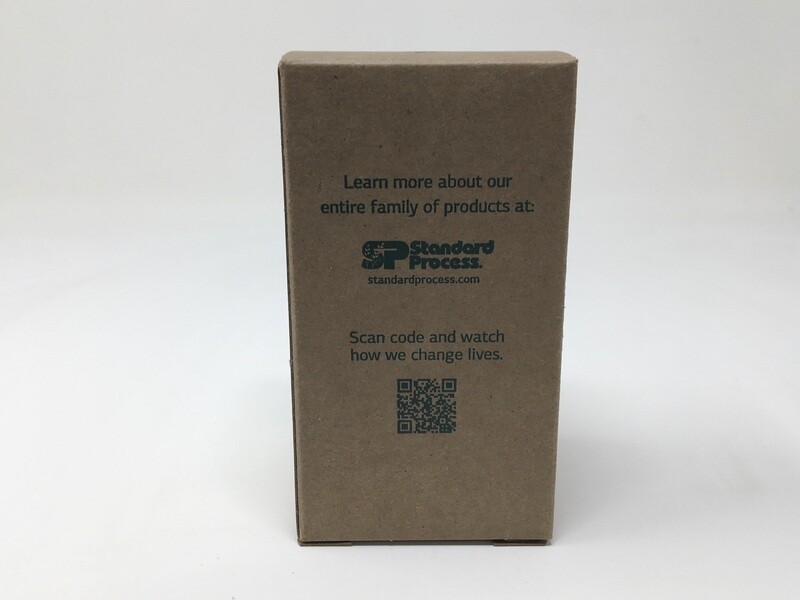 Learn more about our
entire family of products at:
SP Standard
Process.
standardprocess.com
Scan code and watch
how we change lives.